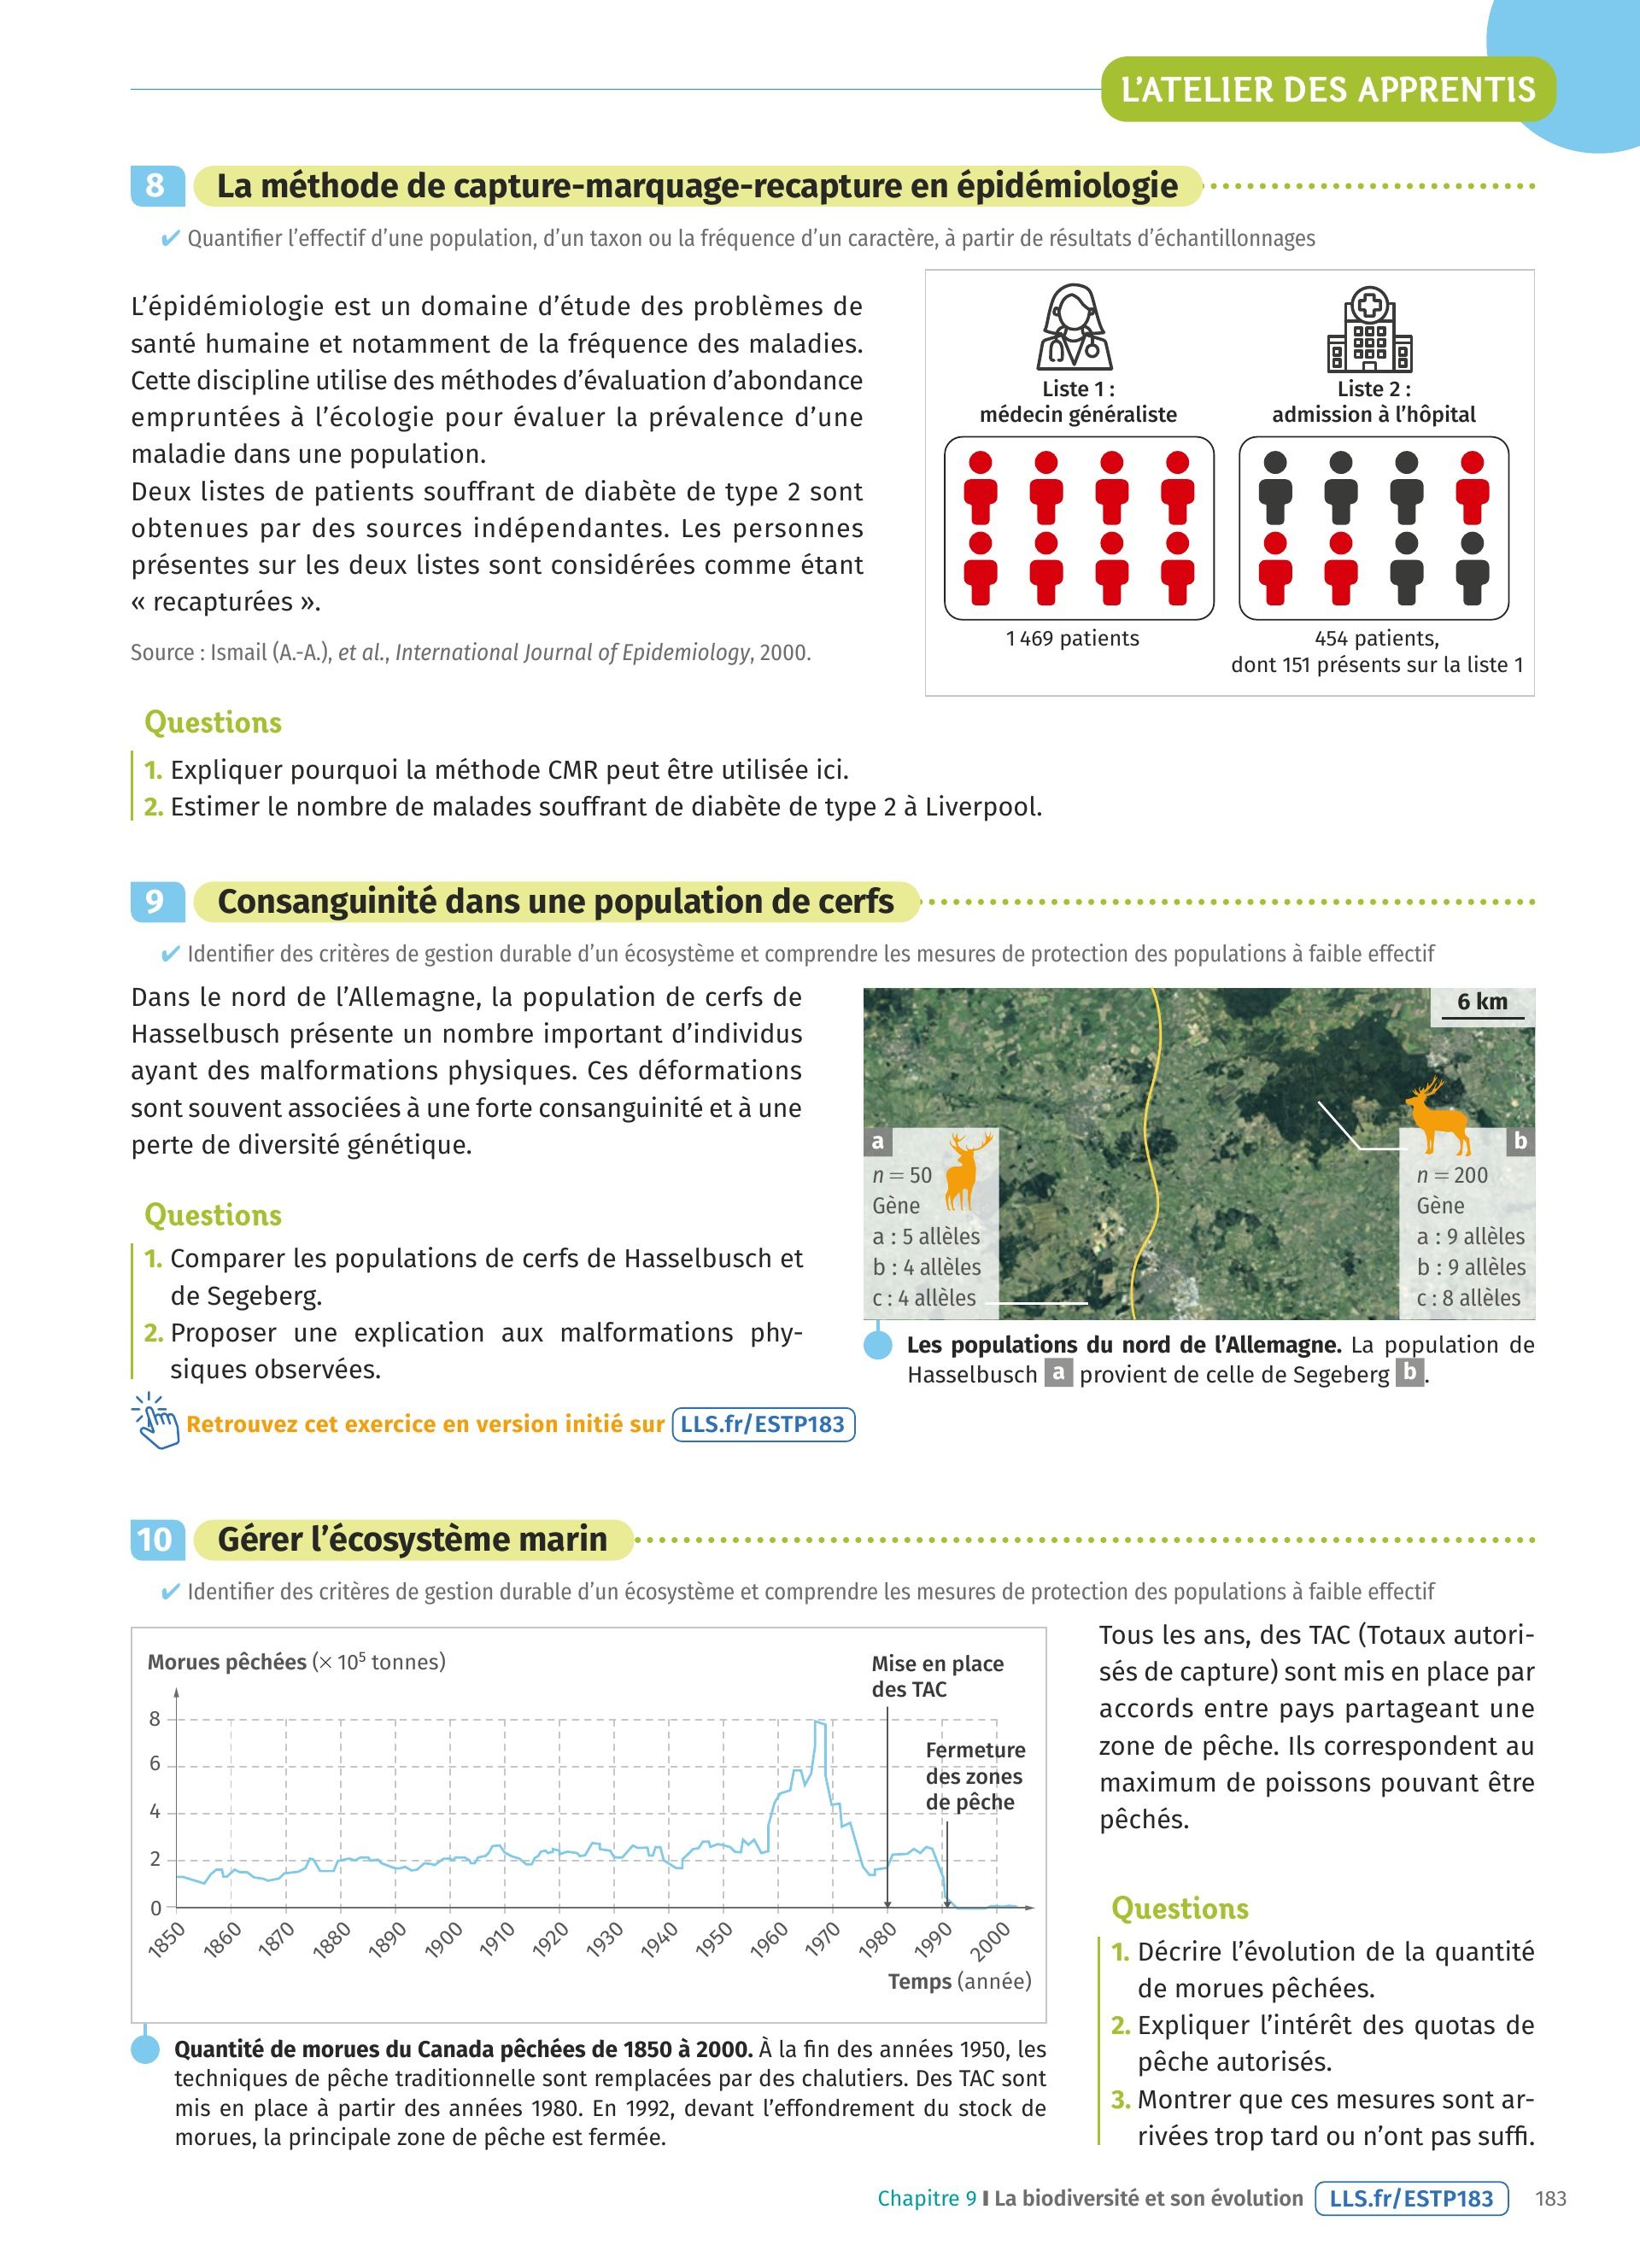 L'ATELIER DES APPRENTIS
8 La méthode de capture-marquage-recapture en épidémiologie
✔ Quantifier l'effectif d'une population, d'un taxon ou la fréquence d'un caractère, à partir de résultats d'échantillonnages
L'épidémiologie est un domaine d'étude des problèmes de
santé humaine et notamment de la fréquence des maladies.
Cette discipline utilise des méthodes d'évaluation d'abondance
empruntées à l'écologie pour évaluer la prévalence d'une
maladie dans une population.
Deux listes de patients souffrant de diabète de type 2 sont
obtenues par des sources indépendantes. Les personnes
présentes sur les deux listes sont considérées comme étant
« recapturées ».
Source : Ismail (A.-A.), et al., International Journal of Epidemiology, 2000.
Liste 1 :
médecin généraliste
1 469 patients
Liste 2 :
admission à l'hôpital
454 patients,
dont 151 présents sur la liste 1
Questions
1. Expliquer pourquoi la méthode CMR peut être utilisée ici.
2. Estimer le nombre de malades souffrant de diabète de type 2 à Liverpool.
9 Consanguinité dans une population de cerfs
✔ Identifier des critères de gestion durable d'un écosystème et comprendre les mesures de protection des populations à faible effectif
Dans le nord de l'Allemagne, la population de cerfs de
Hasselbusch présente un nombre important d'individus
ayant des malformations physiques. Ces déformations
sont souvent associées à une forte consanguinité et à une
perte de diversité génétique.
Questions
1. Comparer les populations de cerfs de Hasselbusch et
de Segeberg.
2. Proposer une explication aux malformations phy-
siques observées.
Retrouvez cet exercice en version initié sur LLS.fr/ESTP183
6 km
a
n = 50
Gène
a : 5 allèles
b : 4 allèles
c : 4 allèles
b
n = 200
Gène
a : 9 allèles
b : 9 allèles
c : 8 allèles
Les populations du nord de l'Allemagne. La population de
Hasselbusch a provient de celle de Segeberg b.
10 Gérer l'écosystème marin
✔ Identifier des critères de gestion durable d'un écosystème et comprendre les mesures de protection des populations à faible effectif
Morues pêchées (× 10⁵ tonnes)
Mise en place
des TAC
Fermeture
des zones
de pêche
8
6
4
2
0
1850 1860 1870 1880 1890 1900 1910 1920 1930 1940 1950 1960 1970 1980 1990 2000
Temps (année)
Quantité de morues du Canada pêchées de 1850 à 2000. À la fin des années 1950, les
techniques de pêche traditionnelle sont remplacées par des chalutiers. Des TAC sont
mis en place à partir des années 1980. En 1992, devant l'effondrement du stock de
morues, la principale zone de pêche est fermée.
Tous les ans, des TAC (Totaux autori-
sés de capture) sont mis en place par
accords entre pays partageant une
zone de pêche. Ils correspondent au
maximum de poissons pouvant être
pêchés.
Questions
1. Décrire l'évolution de la quantité
de morues pêchées.
2. Expliquer l'intérêt des quotas de
pêche autorisés.
3. Montrer que ces mesures sont ar-
rivées trop tard ou n'ont pas suffi.
Chapitre 9 I La biodiversité et son évolution LLS.fr/ESTP183 183